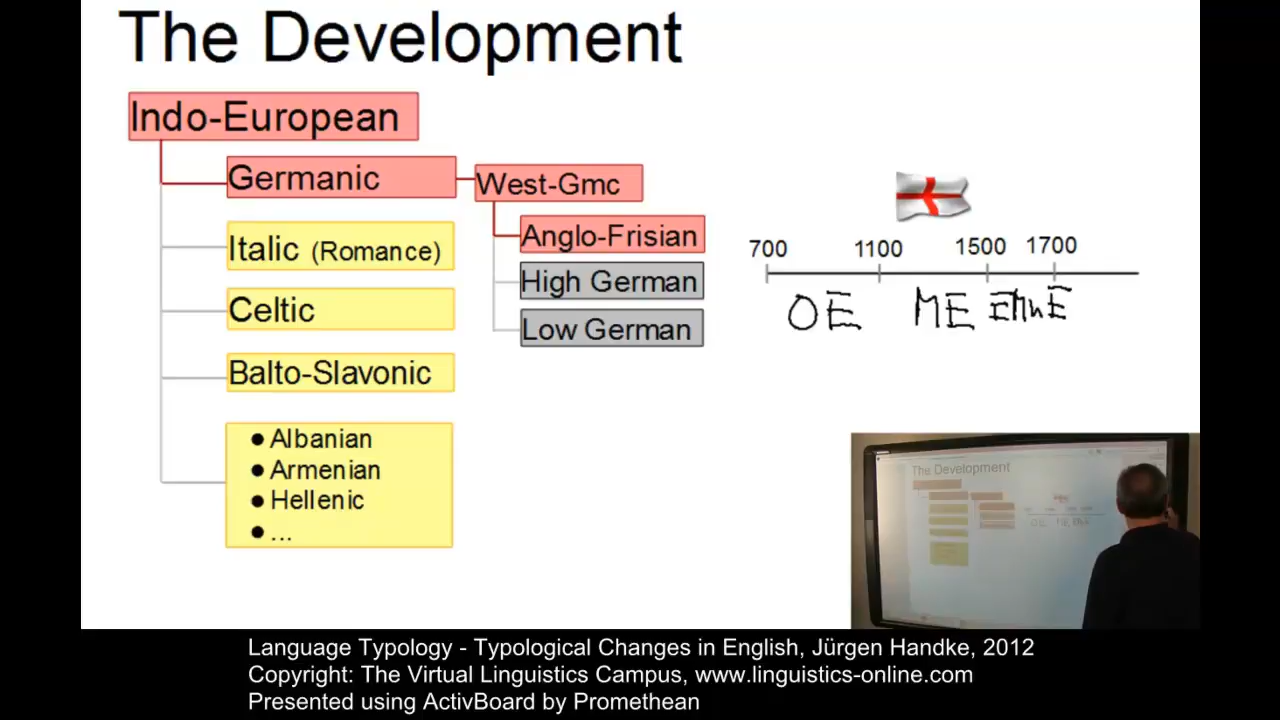 The Development
Indo-European
Germanic
West-Gmc
Anglo-Frisian
High German
Low German
Italic (Romance)
Celtic
Balto-Slavonic
● Albanian
● Armenian
● Hellenic
● ...
700 1100 1500 1700
OE ME EMnE
The Development
Language Typology - Typological Changes in English, Jürgen Handke, 2012
Copyright: The Virtual Linguistics Campus, www.linguistics-online.com
Presented using ActivBoard by Promethean